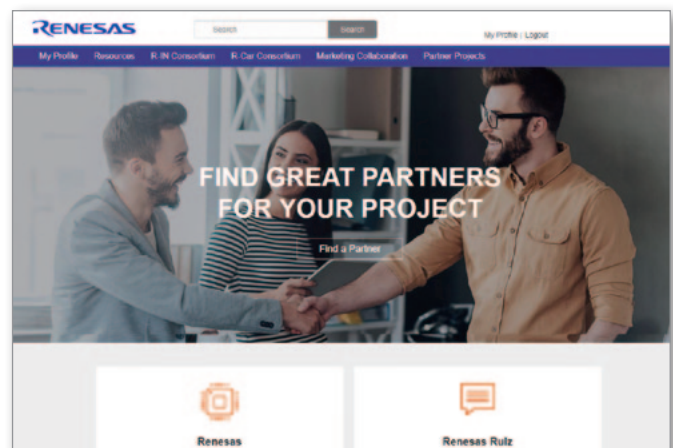 RENESAS
Search Search
My Profile | Logout
My Profile Resources R-IN Consortium R-Car Consortium Marketing Collaboration Partner Projects
FIND GREAT PARTNERS
FOR YOUR PROJECT
Find a Partner
Renesas Renesas Rulz